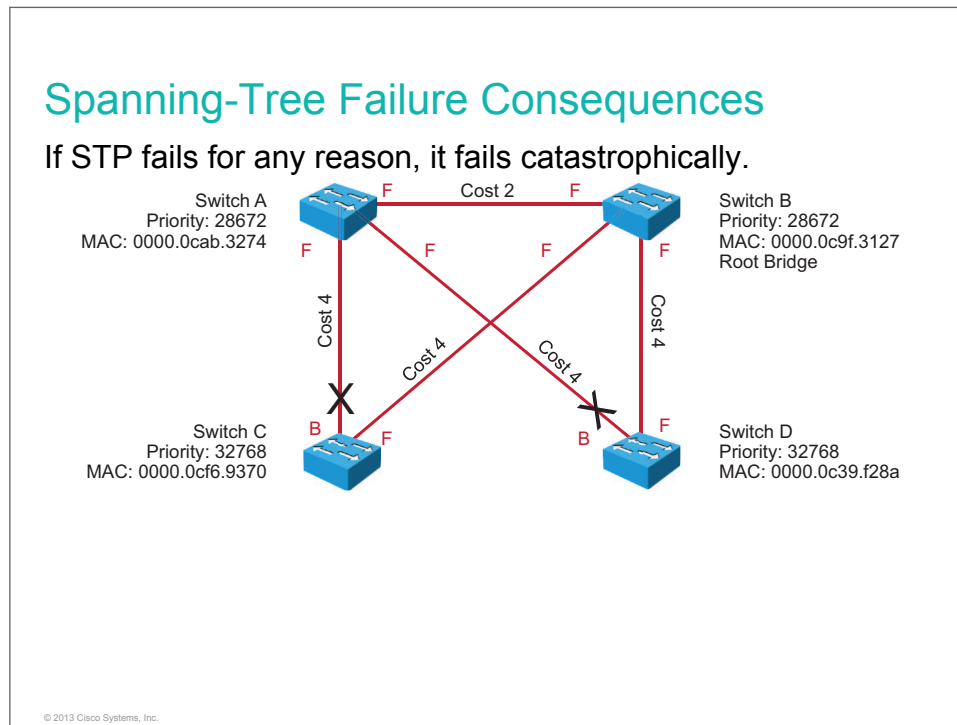 Spanning-Tree Failure Consequences
If STP fails for any reason, it fails catastrophically.
Switch A
Priority: 28672
MAC: 0000.0cab.3274
F
Cost 2
F
Switch B
Priority: 28672
MAC: 0000.0c9f.3127
Root Bridge
F
F
F
F
Cost 4
Cost 4
Cost 4
Cost 4
X
X
Switch C
Priority: 32768
MAC: 0000.0cf6.9370
B
F
B
F
Switch D
Priority: 32768
MAC: 0000.0c39.f28a
© 2013 Cisco Systems, Inc.